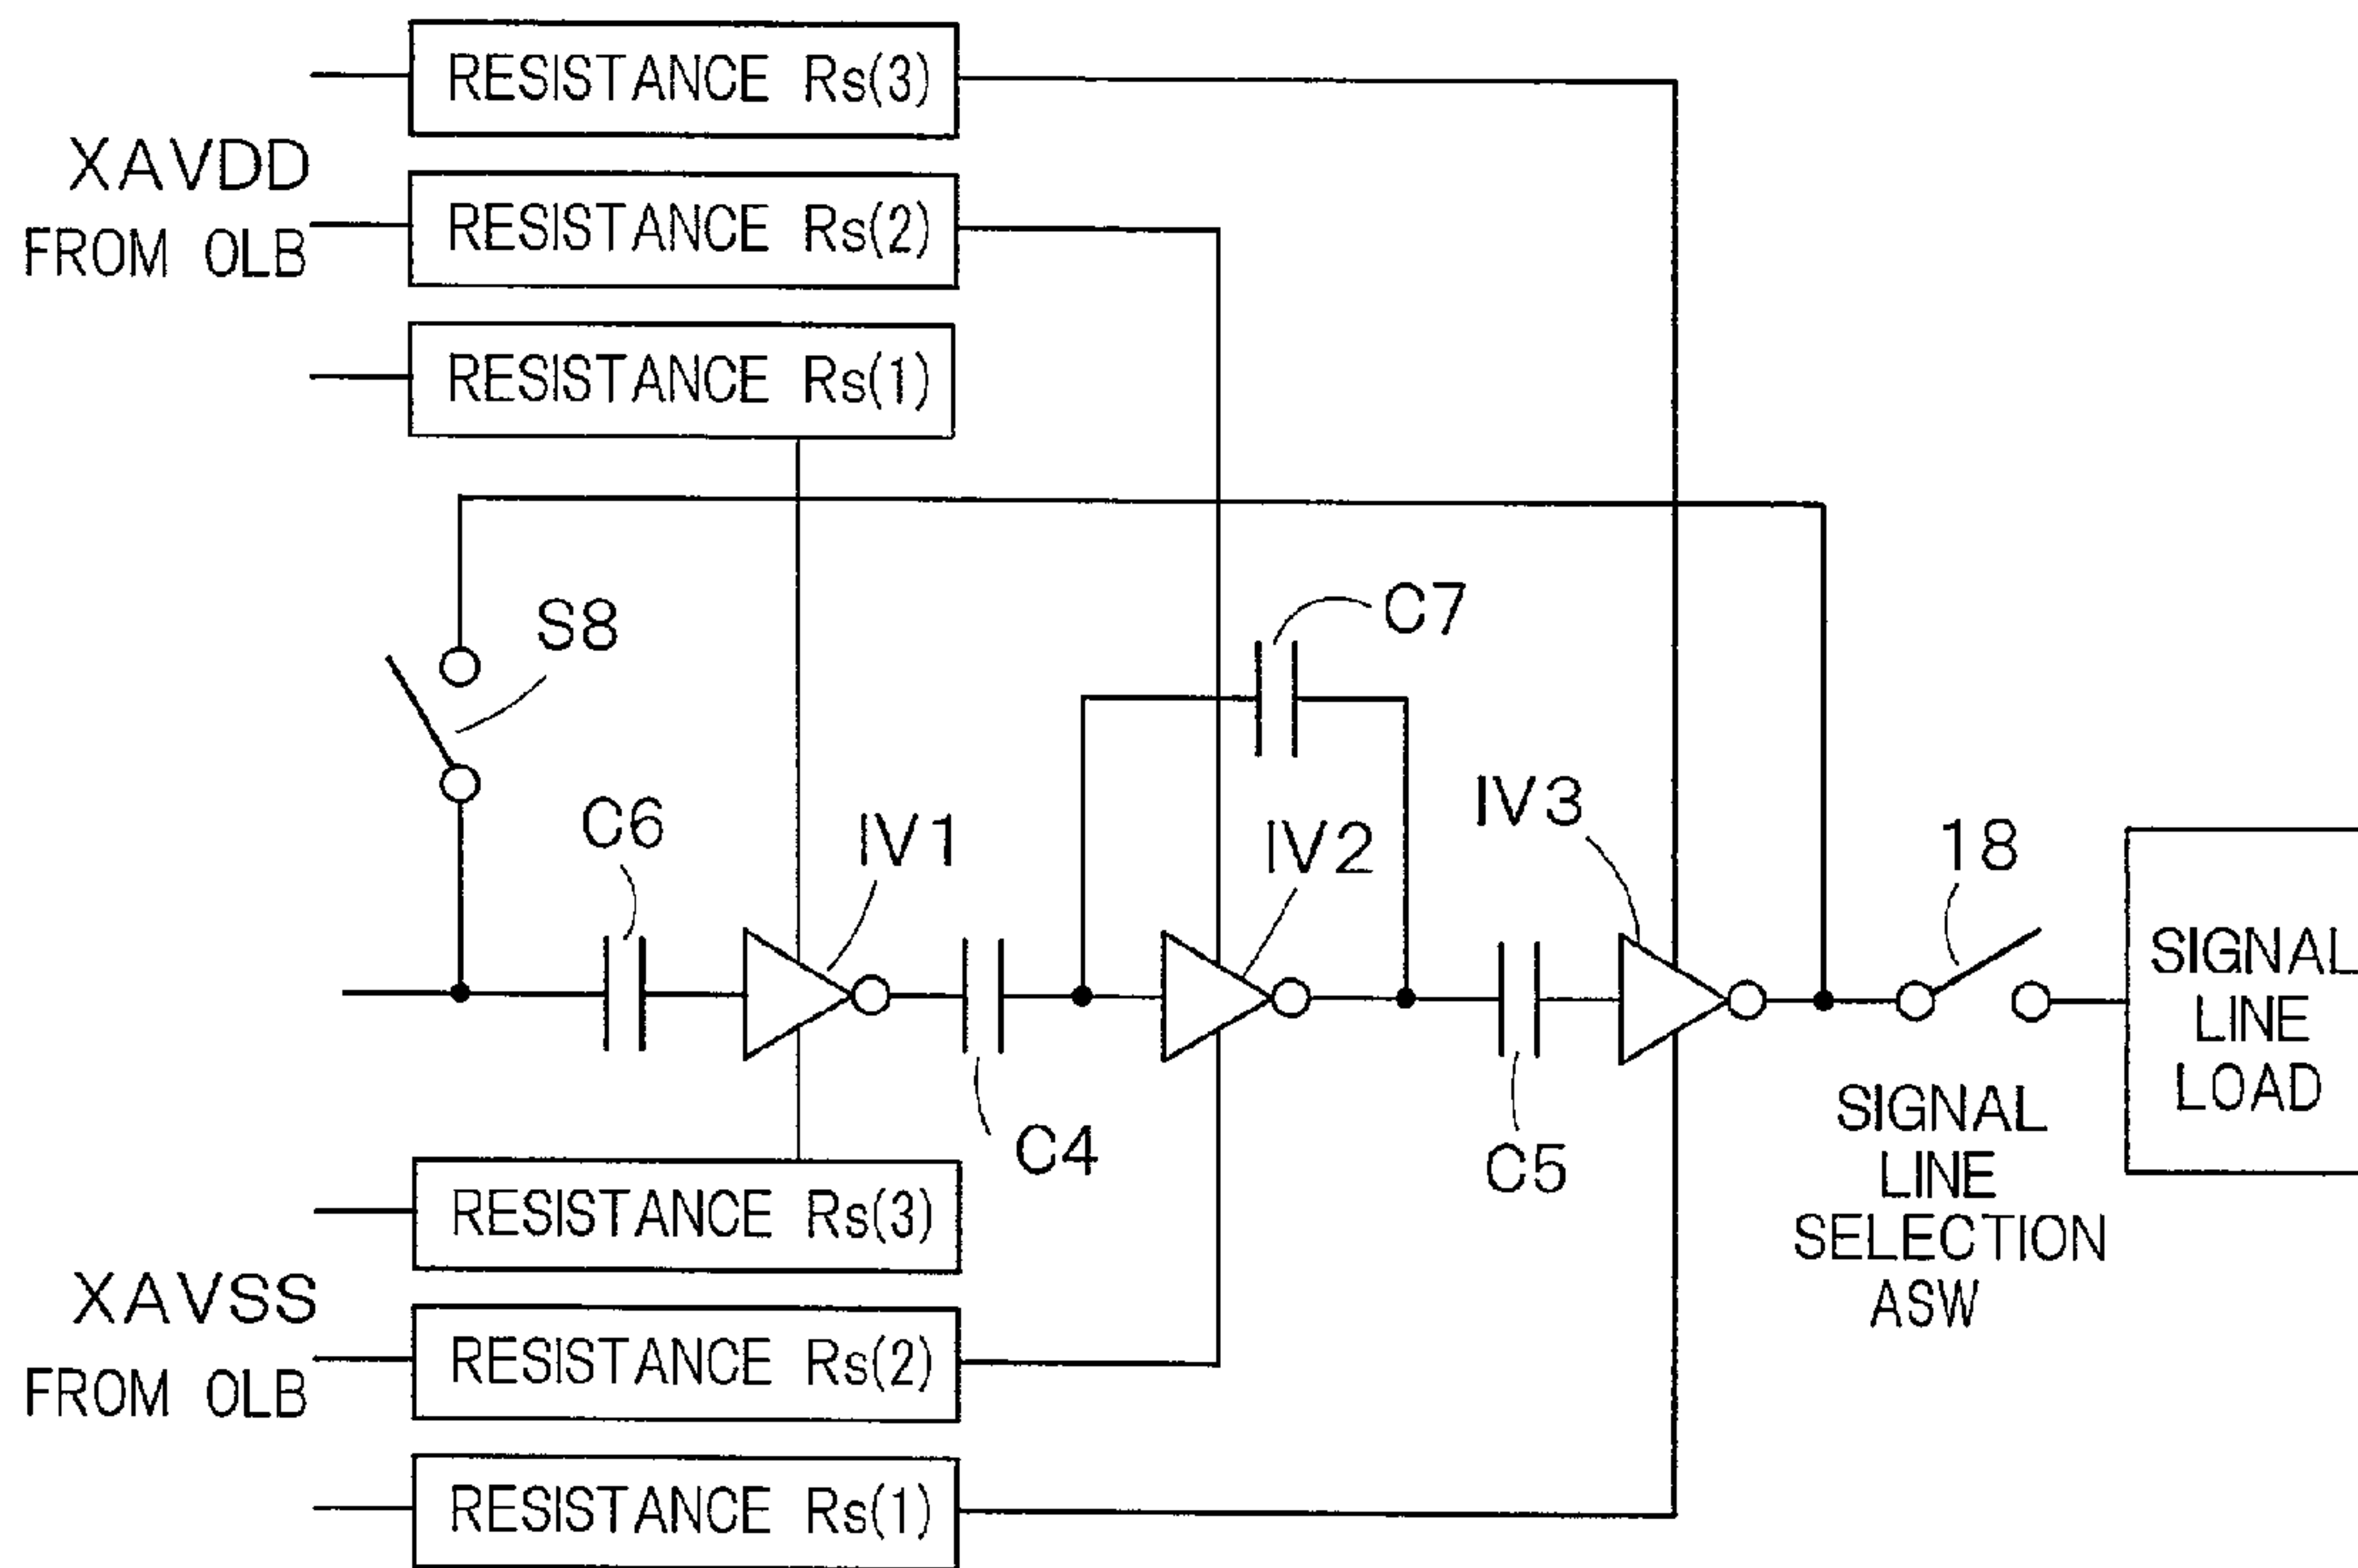 RESISTANCE Rs(3)
XAVDD
FROM OLB
RESISTANCE Rs(2)
RESISTANCE Rs(1)
S8
C7
C6
IV1
IV2
IV3
18
SIGNAL
LINE
LOAD
C4
C5
SIGNAL
LINE
SELECTION
ASW
RESISTANCE Rs(3)
XAVSS
FROM OLB
RESISTANCE Rs(2)
RESISTANCE Rs(1)